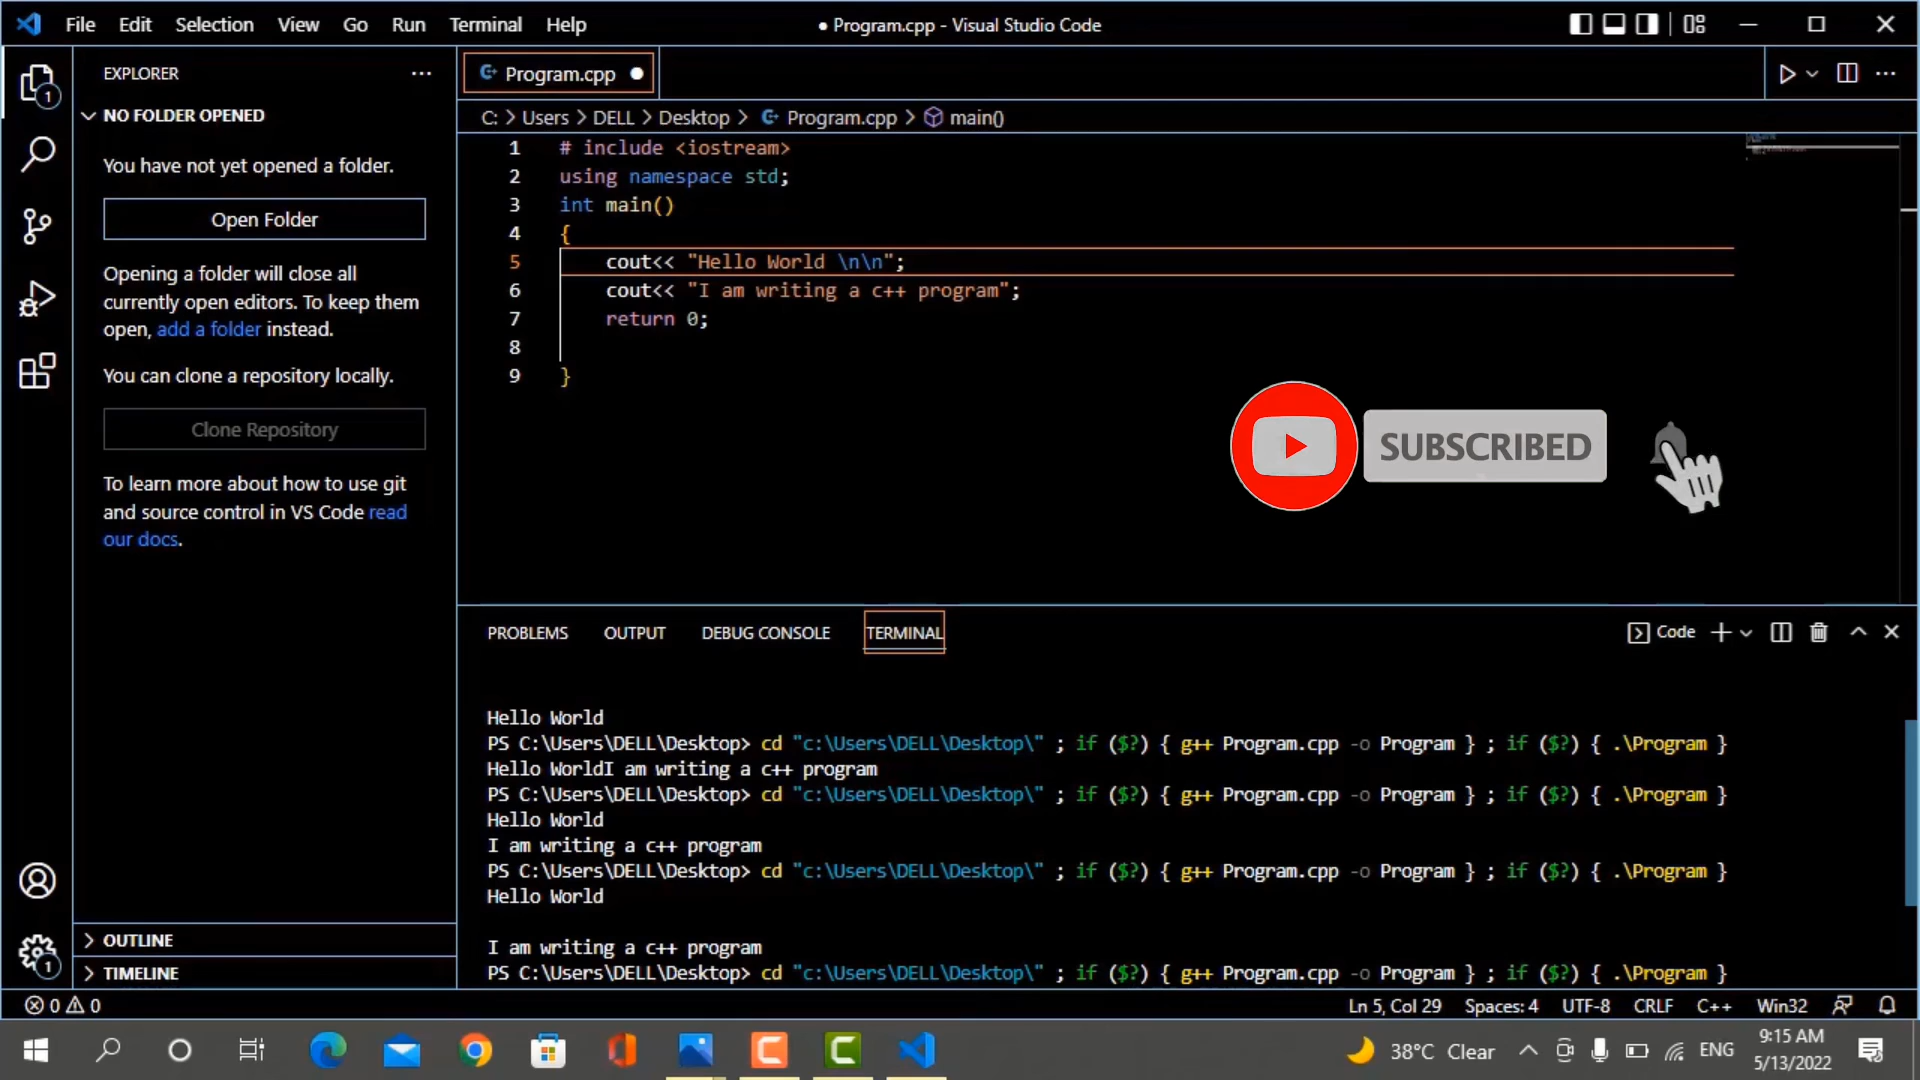 File Edit Selection View Go Run Terminal Help
● Program.cpp - Visual Studio Code
EXPLORER
Program.cpp ●
NO FOLDER OPENED
C: > Users > DELL > Desktop > Program.cpp > main()
You have not yet opened a folder.
Open Folder
Opening a folder will close all
currently open editors. To keep them
open, add a folder instead.
You can clone a repository locally.
Clone Repository
To learn more about how to use git
and source control in VS Code read
our docs.
OUTLINE
TIMELINE
1 # include <iostream>
2 using namespace std;
3 int main()
4 {
5 cout<< "Hello World \n\n";
6 cout<< "I am writing a c++ program";
7 return 0;
8
9 }
SUBSCRIBED
PROBLEMS OUTPUT DEBUG CONSOLE TERMINAL
Code
Hello World
PS C:\Users\DELL\Desktop> cd "c:\Users\DELL\Desktop\" ; if ($?) { g++ Program.cpp -o Program } ; if ($?) { .\Program }
Hello WorldI am writing a c++ program
PS C:\Users\DELL\Desktop> cd "c:\Users\DELL\Desktop\" ; if ($?) { g++ Program.cpp -o Program } ; if ($?) { .\Program }
Hello World
I am writing a c++ program
PS C:\Users\DELL\Desktop> cd "c:\Users\DELL\Desktop\" ; if ($?) { g++ Program.cpp -o Program } ; if ($?) { .\Program }
Hello World
I am writing a c++ program
PS C:\Users\DELL\Desktop> cd "c:\Users\DELL\Desktop\" ; if ($?) { g++ Program.cpp -o Program } ; if ($?) { .\Program }
0 0
Ln 5, Col 29 Spaces: 4 UTF-8 CRLF C++ Win32
38°C Clear
ENG
9:15 AM
5/13/2022
1
1